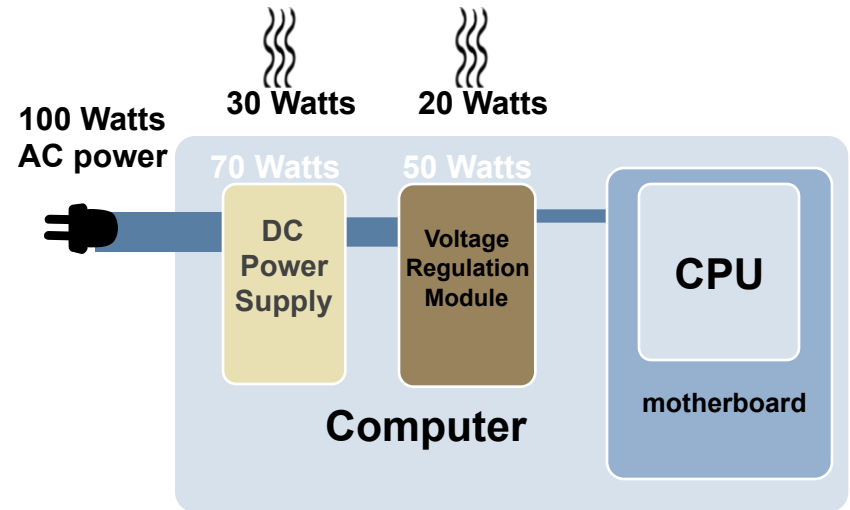 30 Watts
20 Watts
100 Watts
AC power
70 Watts
50 Watts
DC
Power
Supply
Voltage
Regulation
Module
CPU
motherboard
Computer